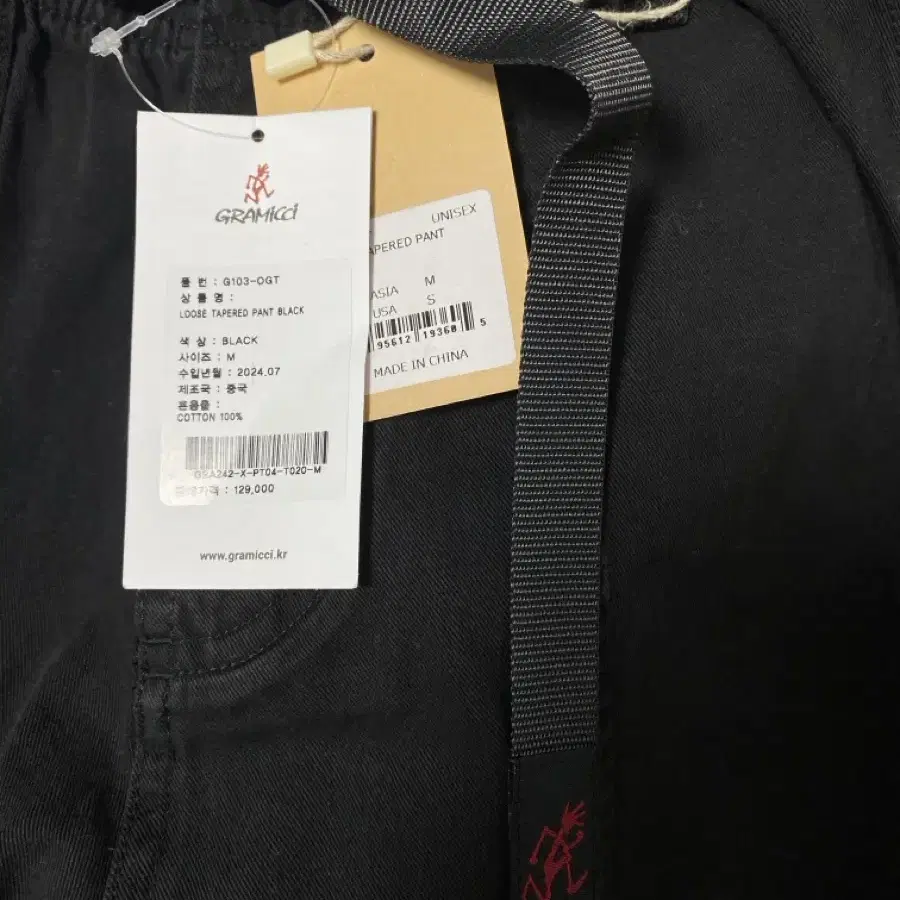 GRAMICCI
품 번 : G103-OGT
상 품 명 :
LOOSE TAPERED PANT BLACK
색 상 : BLACK
사이즈 : M
수입년월 : 2024.07
제조국 : 중국
혼용률 :
COTTON 100%
G2A242-X-PT04-T020-M
: 129,000
www.gramicci.kr
UNISEX
APERED PANT
ASIA M
USA S
95612 19368 5
MADE IN CHINA